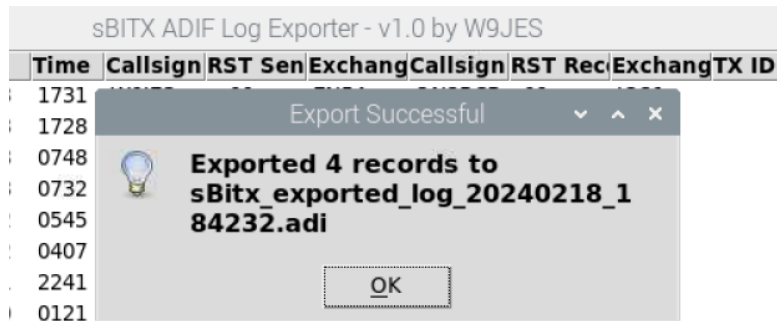 sBITX ADIF Log Exporter - v1.0 by W9JES
Time Callsign RST Sen Exchang Callsign RST Rec Exchang TX ID
1731
Export Successful
1728
0748
Exported 4 records to
0732
sBitx_exported_log_20240218_1
0545
84232.adi
0407
2241
OK
0121